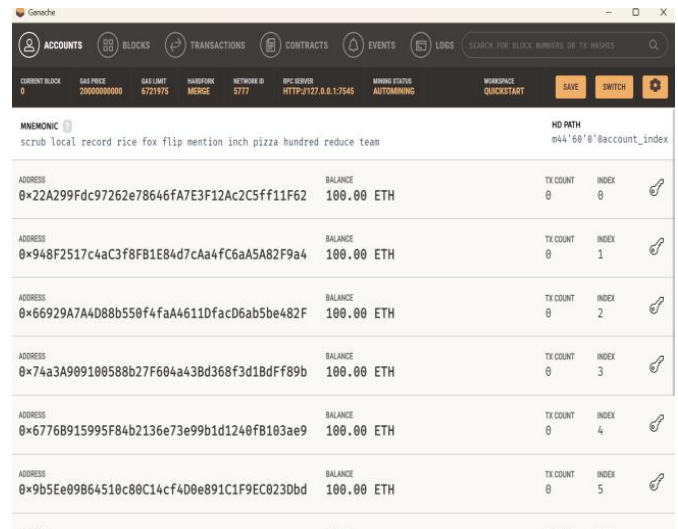 Ganache
ACCOUNTS BLOCKS TRANSACTIONS CONTRACTS EVENTS LOGS SEARCH FOR BLOCK NUMBERS OR TX HASHES
CURRENT BLOCK GAS PRICE GAS LIMIT HARDFORK NETWORK ID RPC SERVER MINING STATUS WORKSPACE
0 20000000000 6721975 MERGE 5777 HTTP://127.0.0.1:7545 AUTOMINING QUICKSTART SAVE SWITCH
MNEMONIC ? HD PATH
scrub local record rice fox flip mention inch pizza hundred reduce team m44'60'0'0account_index
ADDRESS BALANCE TX COUNT INDEX
0×22A299Fdc97262e78646fA7E3F12Ac2C5ff11F62 100.00 ETH 0 0
ADDRESS BALANCE TX COUNT INDEX
0×948F2517c4aC3f8FB1E84d7cAa4fC6aA5A82F9a4 100.00 ETH 0 1
ADDRESS BALANCE TX COUNT INDEX
0×66929A7A4D88b550f4faA4611DfacD6ab5be482F 100.00 ETH 0 2
ADDRESS BALANCE TX COUNT INDEX
0×74a3A909100588b27F604a43Bd368f3d1BdFf89b 100.00 ETH 0 3
ADDRESS BALANCE TX COUNT INDEX
0×6776B915995F84b2136e73e99b1d1240fB103ae9 100.00 ETH 0 4
ADDRESS BALANCE TX COUNT INDEX
0×9b5Ee09B64510c80C14cf4D0e891C1F9EC023Dbd 100.00 ETH 0 5